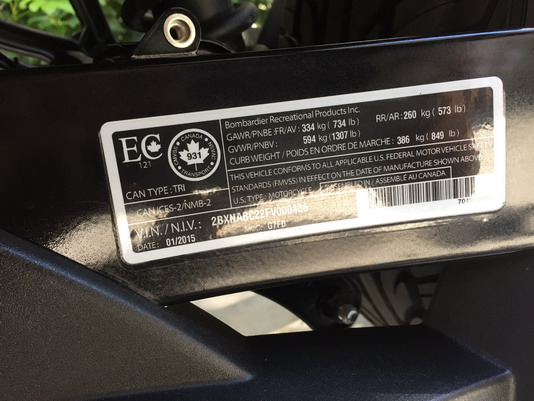 Bombardier Recreational Products Inc.
GAWR/PNBE :FR/AV: 334 kg ( 734 lb) RR/AR: 260 kg ( 573 lb)
GVWR/PNBV : 594 kg (1307 lb)
CURB WEIGHT / POIDS EN ORDRE DE MARCHE : 386 kg ( 849 lb)
THIS VEHICLE CONFORMS TO ALL APPLICABLE U.S. FEDERAL MOTOR VEHICLE SAFETY
STANDARDS (FMVSS) IN EFFECT ON THE DATE OF MANUFACTURE SHOWN ABOVE.
U.S. TYPE: MOTORCYCLE
ASSEMBLÉ AU CANADA
EC
121
CANADA
931
TRANSPORT
CAN TYPE: TRI
CAN ICES-2/NMB-2
V.I.N./ N.I.V.: 2BXNABC22FV000486
DATE: 01/2015 G7FD